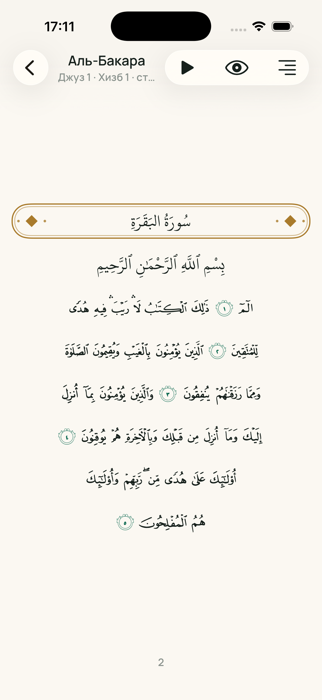 17:11
Аль-Бакара
Джуз 1 · Хизб 1 · ст...
سُورَةُ البَقَرَةِ
بِسْمِ ٱللَّهِ ٱلرَّحْمَٰنِ ٱلرَّحِيمِ
الٓمٓ ١ ذَٰلِكَ ٱلْكِتَٰبُ لَا رَيْبَۛ فِيهِۛ هُدًى
لِّلْمُتَّقِينَ ٢ ٱلَّذِينَ يُؤْمِنُونَ بِٱلْغَيْبِ وَيُقِيمُونَ ٱلصَّلَوٰةَ
وَمِمَّا رَزَقْنَٰهُمْ يُنفِقُونَ ٣ وَٱلَّذِينَ يُؤْمِنُونَ بِمَآ أُنزِلَ
إِلَيْكَ وَمَآ أُنزِلَ مِن قَبْلِكَ وَبِٱلْءَاخِرَةِ هُمْ يُوقِنُونَ ٤
أُو۟لَٰٓئِكَ عَلَىٰ هُدًى مِّن رَّبِّهِمْۖ وَأُو۟لَٰٓئِكَ
هُمُ ٱلْمُفْلِحُونَ ٥
2